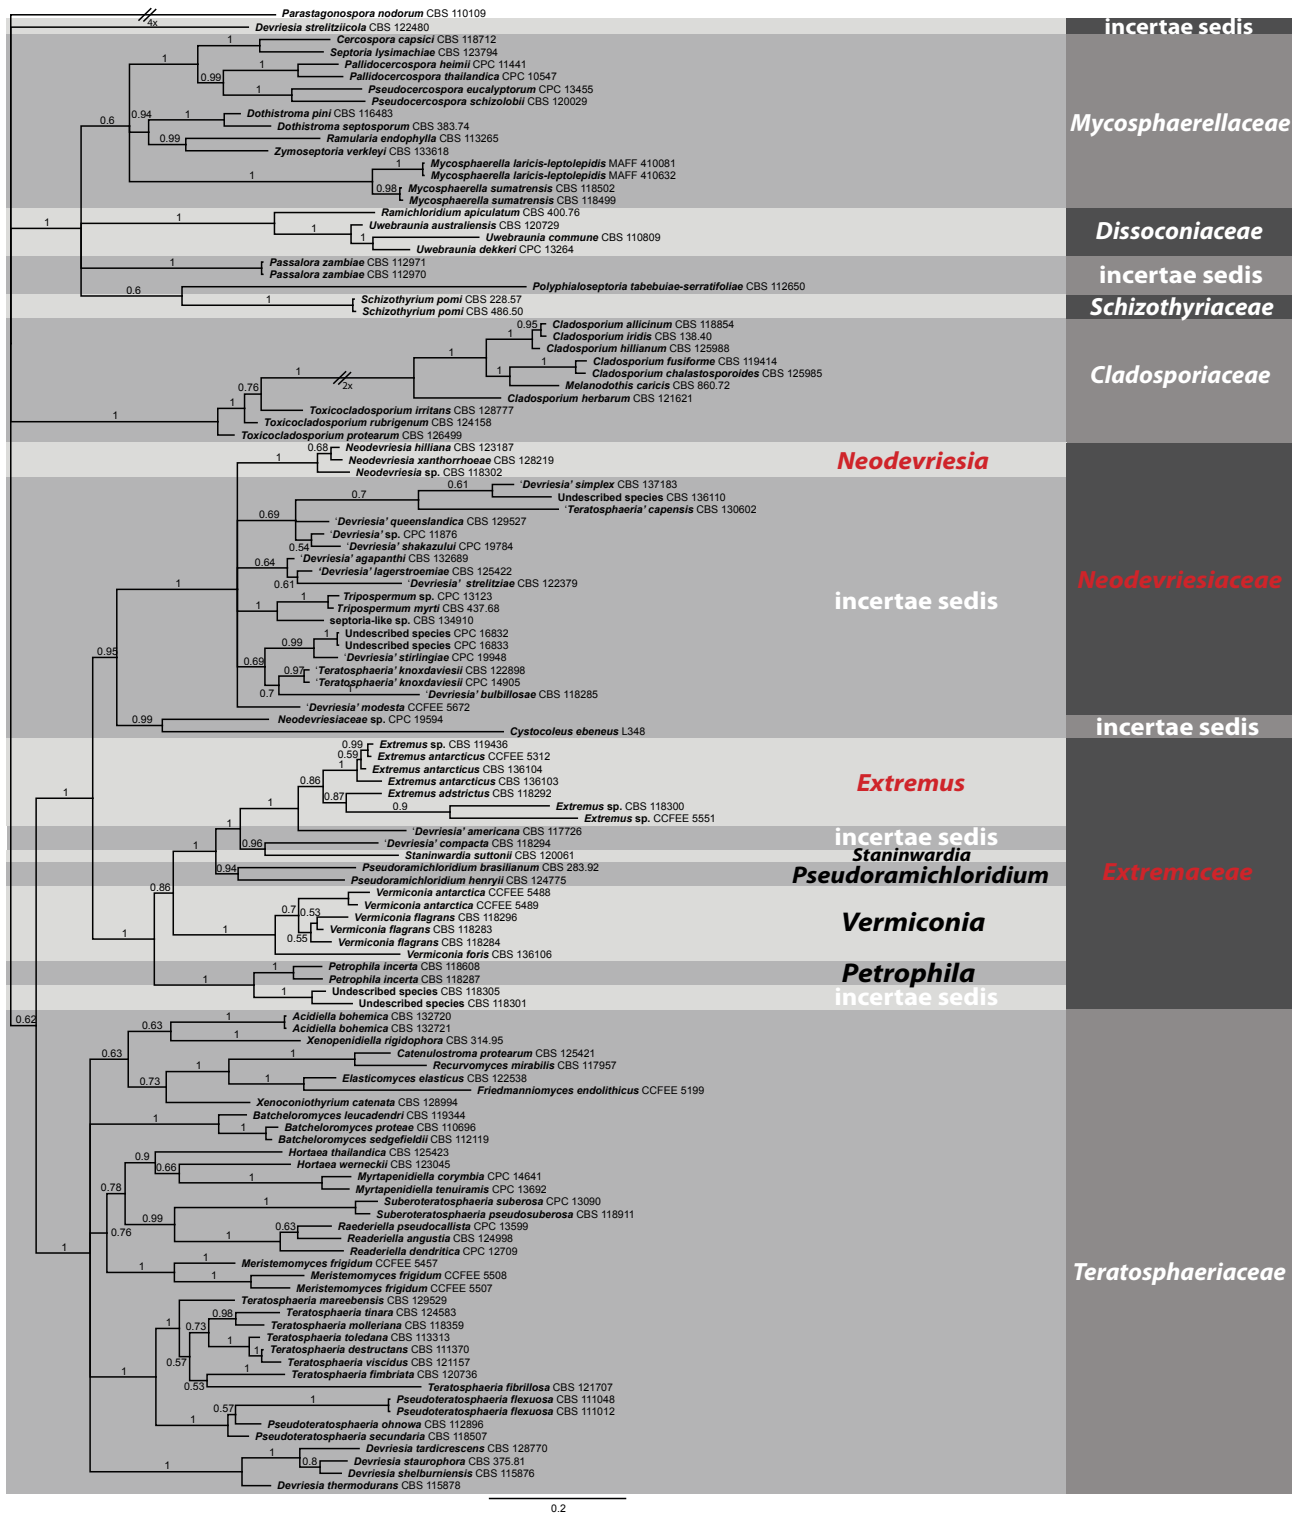 Parastagonospora nodorum CBS 110109
4x
Devriesia strelitziicola CBS 122480
incertae sedis
Cercospora capsici CBS 118712
1
Septoria lysimachiae CBS 123794
1
Pallidocercospora heimii CPC 11441
1
0.99
Pallidocercospora thailandica CPC 10547
Pseudocercospora eucalyptorum CPC 13455
1
Pseudocercospora schizolobii CBS 120029
Dothistroma pini CBS 116483
0.94
1
0.6
Dothistroma septosporum CBS 383.74
Mycosphaerellaceae
Ramularia endophylla CBS 113265
0.99
Zymoseptoria verkleyi CBS 133618
Mycosphaerella laricis-leptolepidis MAFF 410081
1
Mycosphaerella laricis-leptolepidis MAFF 410632
1
Mycosphaerella sumatrensis CBS 118502
0.98
Mycosphaerella sumatrensis CBS 118499
Ramichloridium apiculatum CBS 400.76
1
1
Uwebraunia australiensis CBS 120729
1
Uwebraunia commune CBS 110809
1
Uwebraunia dekkeri CPC 13264
Dissoconiaceae
Passalora zambiae CBS 112971
1
Passalora zambiae CBS 112970
incertae sedis
Polyphialoseptoria tabebuiae-serratifoliae CBS 112650
0.6
Schizothyrium pomi CBS 228.57
1
Schizothyrium pomi CBS 486.50
Schizothyriaceae
Cladosporium allicinum CBS 118854
0.95
Cladosporium iridis CBS 138.40
1
Cladosporium hillianum CBS 125988
1
Cladosporium fusiforme CBS 119414
1
Cladosporium chalastosporoides CBS 125985
1
Melanodothis caricis CBS 860.72
1
2x
0.76
Cladosporium herbarum CBS 121621
Cladosporiaceae
1
Toxicocladosporium irritans CBS 128777
1
Toxicocladosporium rubrigenum CBS 124158
Toxicocladosporium protearum CBS 126499
Neodevriesia hilliana CBS 123187
0.68
Neodevriesia xanthorrhoeae CBS 128219
1
Neodevriesia sp. CBS 118302
Neodevriesia
'Devriesia' simplex CBS 137183
0.61
Undescribed species CBS 136110
0.7
'Teratosphaeria' capensis CBS 130602
0.69
'Devriesia' queenslandica CBS 129527
'Devriesia' sp. CPC 11876
0.54
'Devriesia' shakazului CPC 19784
'Devriesia' agapanthi CBS 132689
0.64
'Devriesia' lagerstroemiae CBS 125422
0.61
'Devriesia' strelitziae CBS 122379
1
Tripospermum sp. CPC 13123
1
Tripospermum myrti CBS 437.68
septoria-like sp. CBS 134910
incertae sedis
Neodevriesiaceae
Undescribed species CPC 16832
1
0.99
Undescribed species CPC 16833
0.95
'Devriesia' stirlingiae CPC 19948
0.69
'Teratosphaeria' knoxdaviesii CBS 122898
0.97
'Teratosphaeria' knoxdaviesii CPC 14905
0.7
1
'Devriesia' bulbillosae CBS 118285
'Devriesia' modesta CCFEE 5672
Neodevriesiaceae sp. CPC 19594
0.99
Cystocoleus ebeneus L348
incertae sedis
Extremus sp. CBS 119436
0.99
0.59
Extremus antarcticus CCFEE 5312
1
Extremus antarcticus CBS 136104
0.86
Extremus antarcticus CBS 136103
Extremus
0.87
Extremus adstrictus CBS 118292
1
1
0.9
Extremus sp. CBS 118300
Extremus sp. CCFEE 5551
1
'Devriesia' americana CBS 117726
0.96
'Devriesia' compacta CBS 118294
incertae sedis
Staninwardia suttonii CBS 120061
Staninwardia
0.94
Pseudoramichloridium brasilianum CBS 283.92
Pseudoramichloridium henryii CBS 124775
Pseudoramichloridium
Extremaceae
0.86
Vermiconia antarctica CCFEE 5488
Vermiconia antarctica CCFEE 5489
0.7
0.53
Vermiconia flagrans CBS 118296
Vermiconia flagrans CBS 118283
1
1
0.55
Vermiconia flagrans CBS 118284
Vermiconia foris CBS 136106
Vermiconia
Petrophila incerta CBS 118608
1
1
Petrophila incerta CBS 118287
Petrophila
Undescribed species CBS 118305
1
Undescribed species CBS 118301
incertae sedis
0.62
Acidiella bohemica CBS 132720
1
0.63
Acidiella bohemica CBS 132721
1
Xenopenidiella rigidophora CBS 314.95
0.63
Catenulostroma protearum CBS 125421
1
1
Recurvomyces mirabilis CBS 117957
0.73
Elasticomyces elasticus CBS 122538
1
Friedmanniomyces endolithicus CCFEE 5199
Xenoconiothyrium catenata CBS 128994
Batcheloromyces leucadendri CBS 119344
1
Batcheloromyces proteae CBS 110696
1
Batcheloromyces sedgefieldii CBS 112119
Hortaea thailandica CBS 125423
0.9
Hortaea werneckii CBS 123045
0.66
Myrtapenidiella corymbia CPC 14641
1
Myrtapenidiella tenuiramis CPC 13692
0.78
Suberoteratosphaeria suberosa CPC 13090
1
Suberoteratosphaeria pseudosuberosa CBS 118911
0.99
0.76
Raederiella pseudocallista CPC 13599
0.63
Readeriella angustia CBS 124998
1
Readeriella dendritica CPC 12709
1
Meristemomyces frigidum CCFEE 5457
1
1
Meristemomyces frigidum CCFEE 5508
1
Meristemomyces frigidum CCFEE 5507
Teratosphaeriaceae
Teratosphaeria mareebensis CBS 129529
Teratosphaeria tinara CBS 124583
0.98
Teratosphaeria molleriana CBS 118359
1
0.73
Teratosphaeria toledana CBS 113313
1
Teratosphaeria destructans CBS 111370
1
0.57
Teratosphaeria viscidus CBS 121157
1
Teratosphaeria fimbriata CBS 120736
1
0.53
Teratosphaeria fibrillosa CBS 121707
Pseudoteratosphaeria flexuosa CBS 111048
1
0.57
Pseudoteratosphaeria flexuosa CBS 111012
1
Pseudoteratosphaeria ohnowa CBS 112896
Pseudoteratosphaeria secundaria CBS 118507
Devriesia tardicrescens CBS 128770
1
Devriesia staurophora CBS 375.81
1
0.8
Devriesia shelburniensis CBS 115876
Devriesia thermodurans CBS 115878
0.2